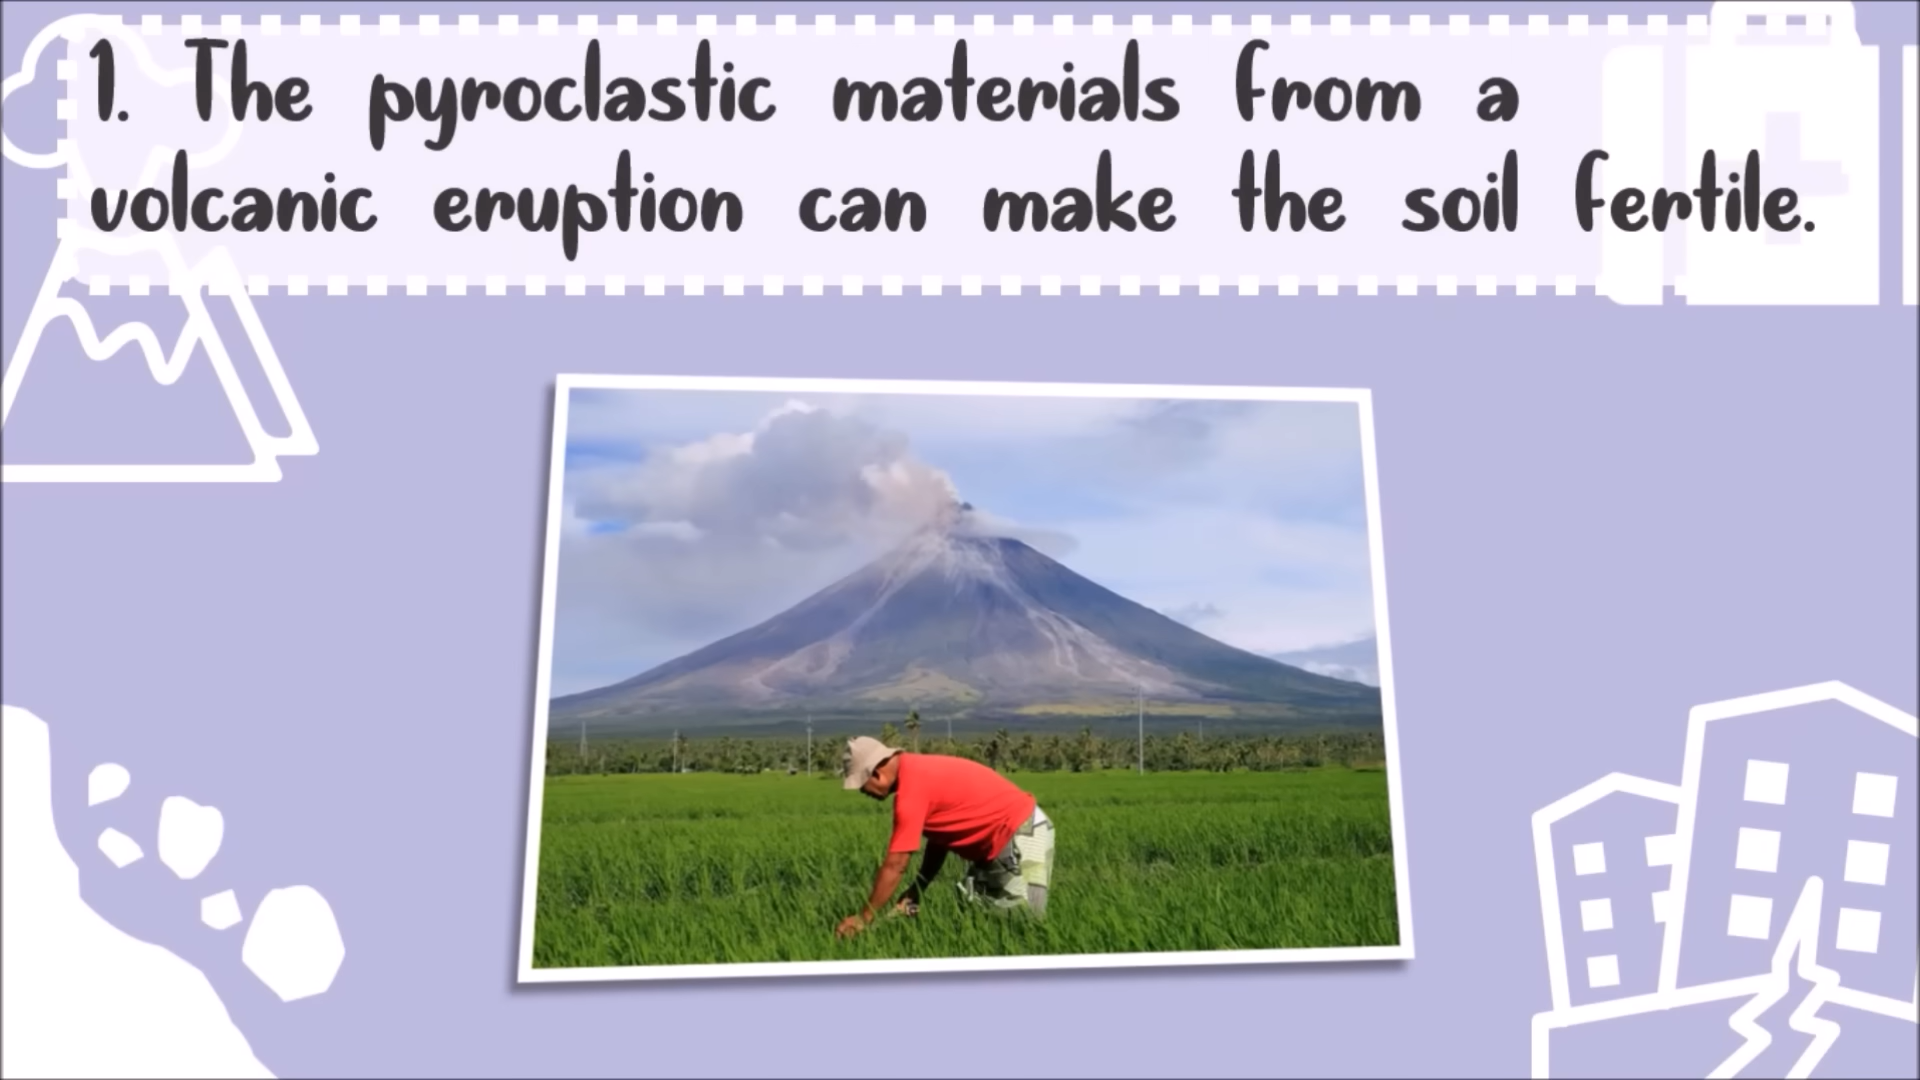 1. The pyroclastic materials from a
volcanic eruption can make the soil fertile.